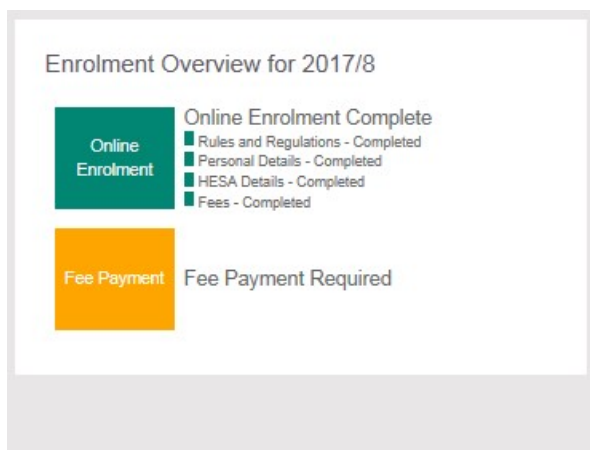 Enrolment Overview for 2017/8
Online
Enrolment
Online Enrolment Complete
Rules and Regulations - Completed
Personal Details - Completed
HESA Details - Completed
Fees - Completed
Fee Payment
Fee Payment Required